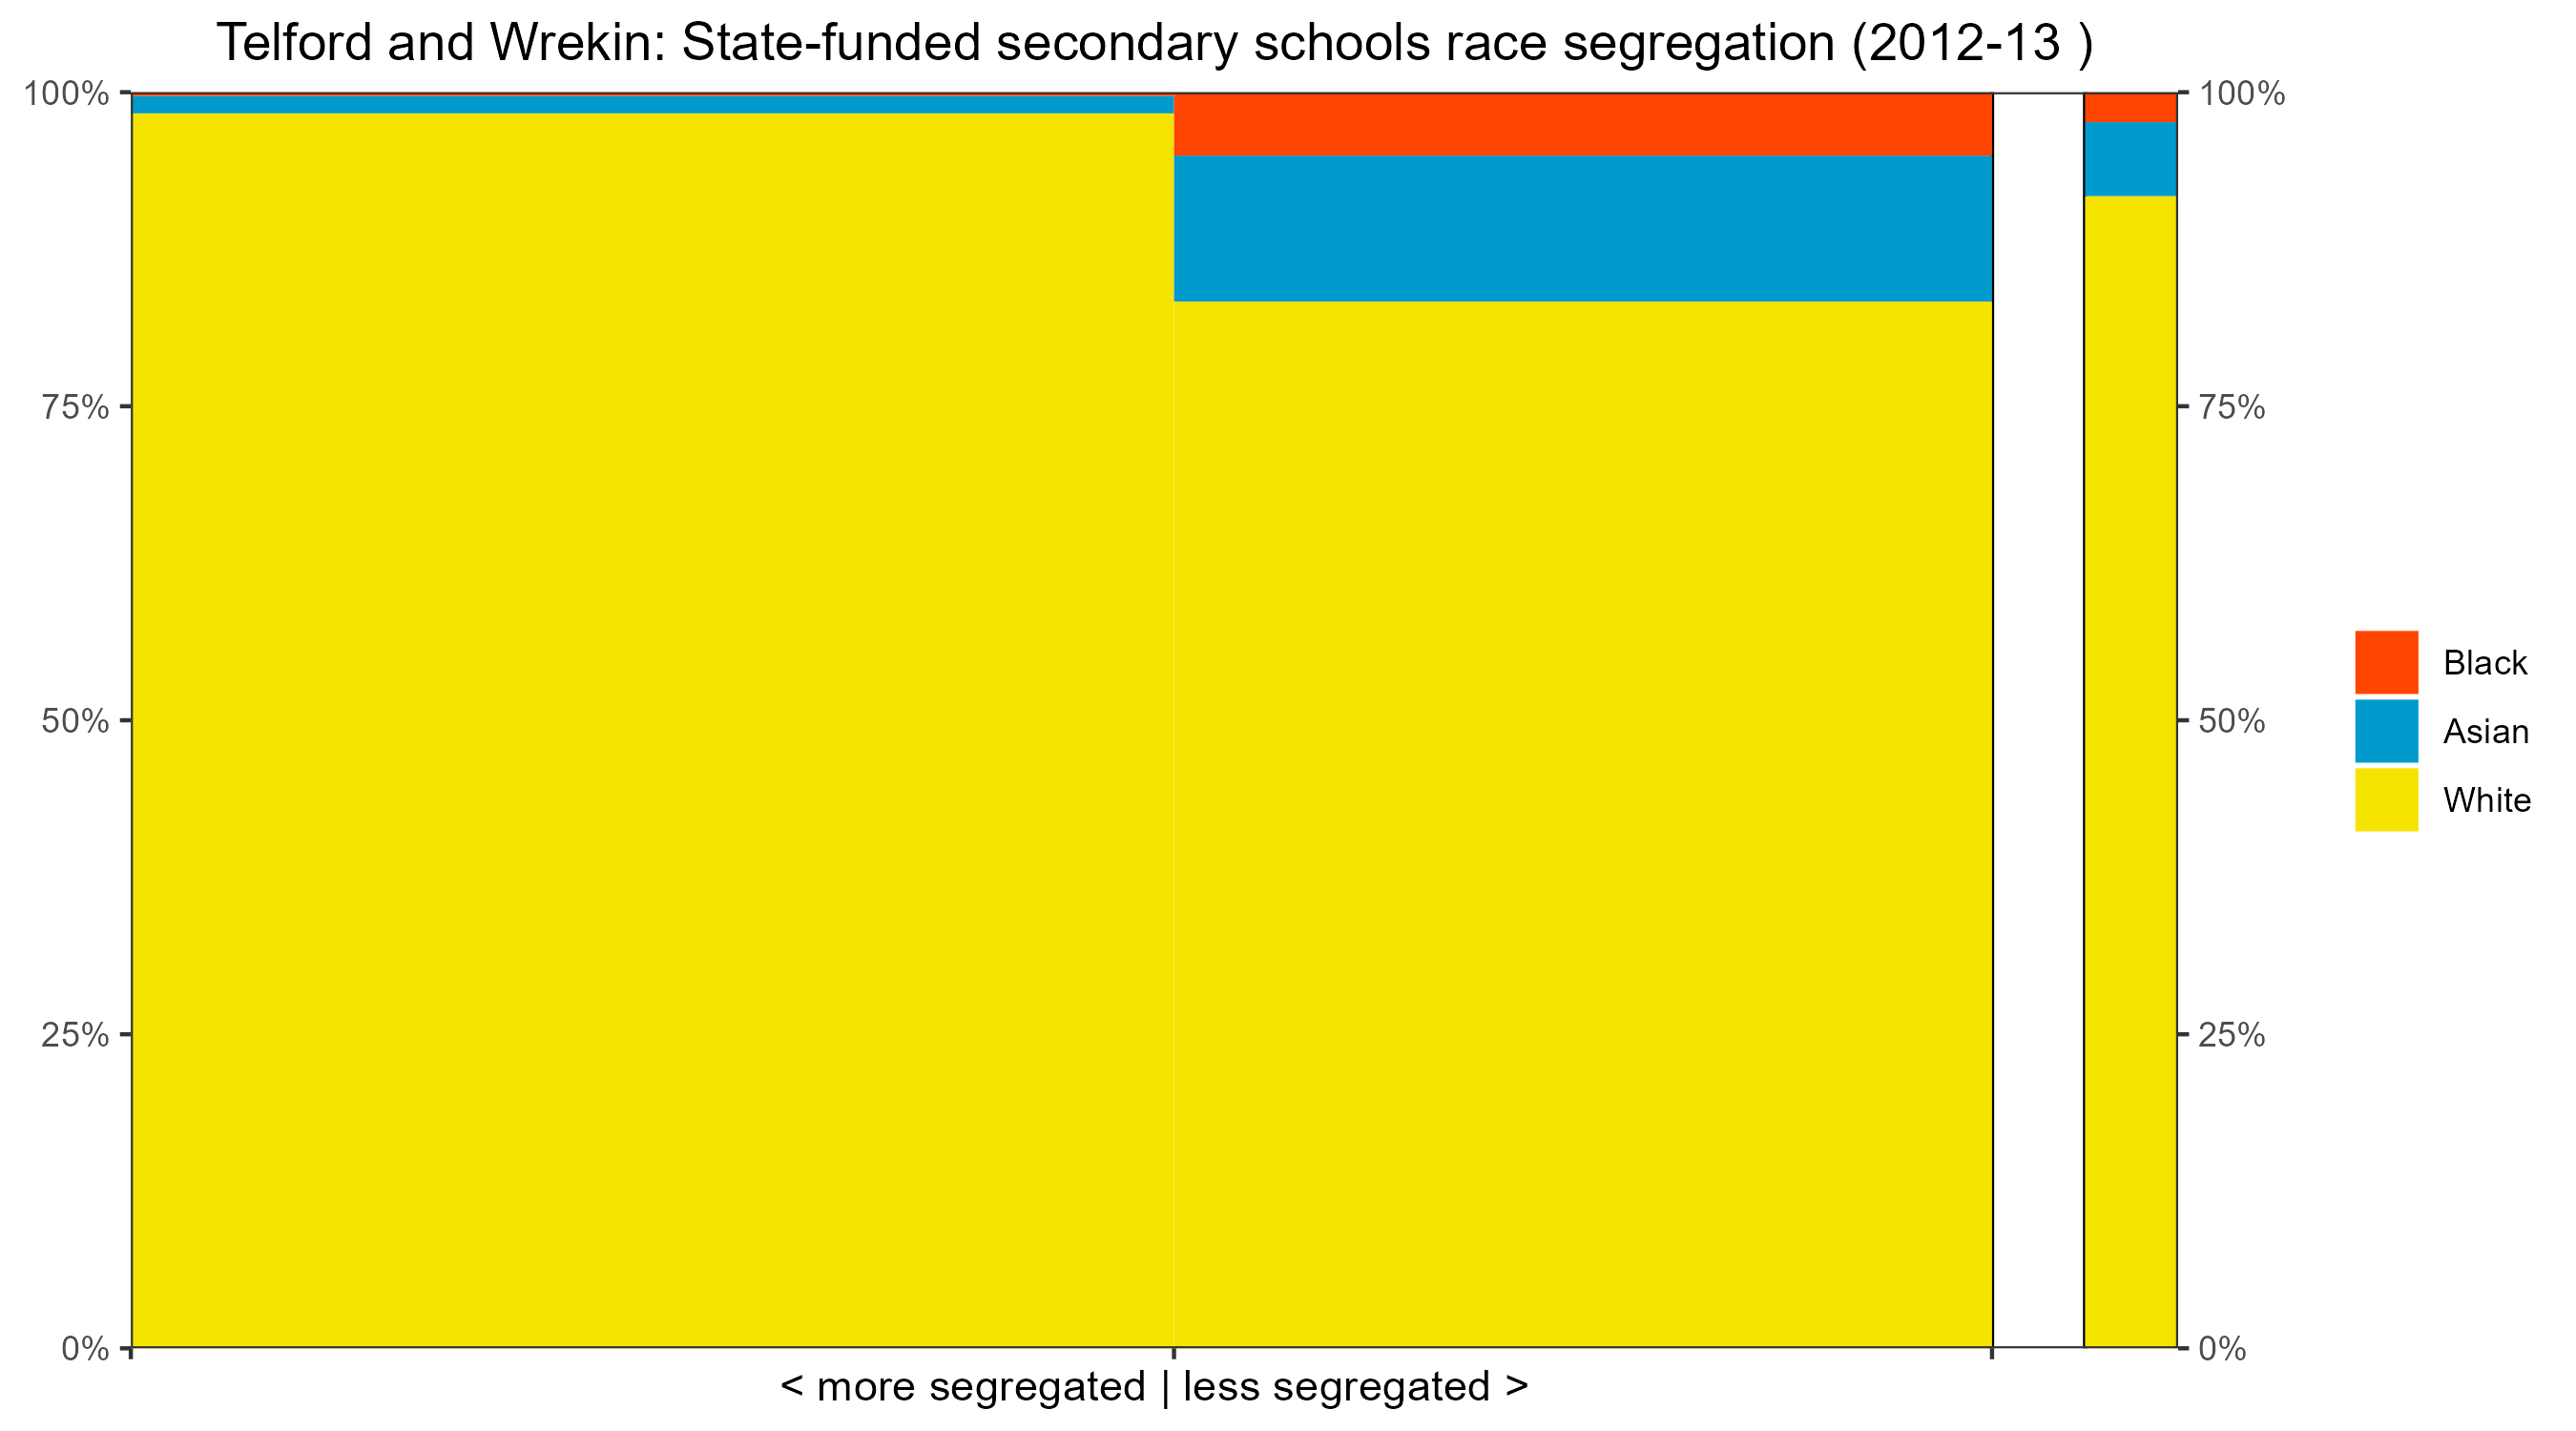 Telford and Wrekin: State-funded secondary schools race segregation (2012-13 )
100%
75%
50%
25%
0%
100%
75%
50%
25%
0%
Black
Asian
White
< more segregated | less segregated >